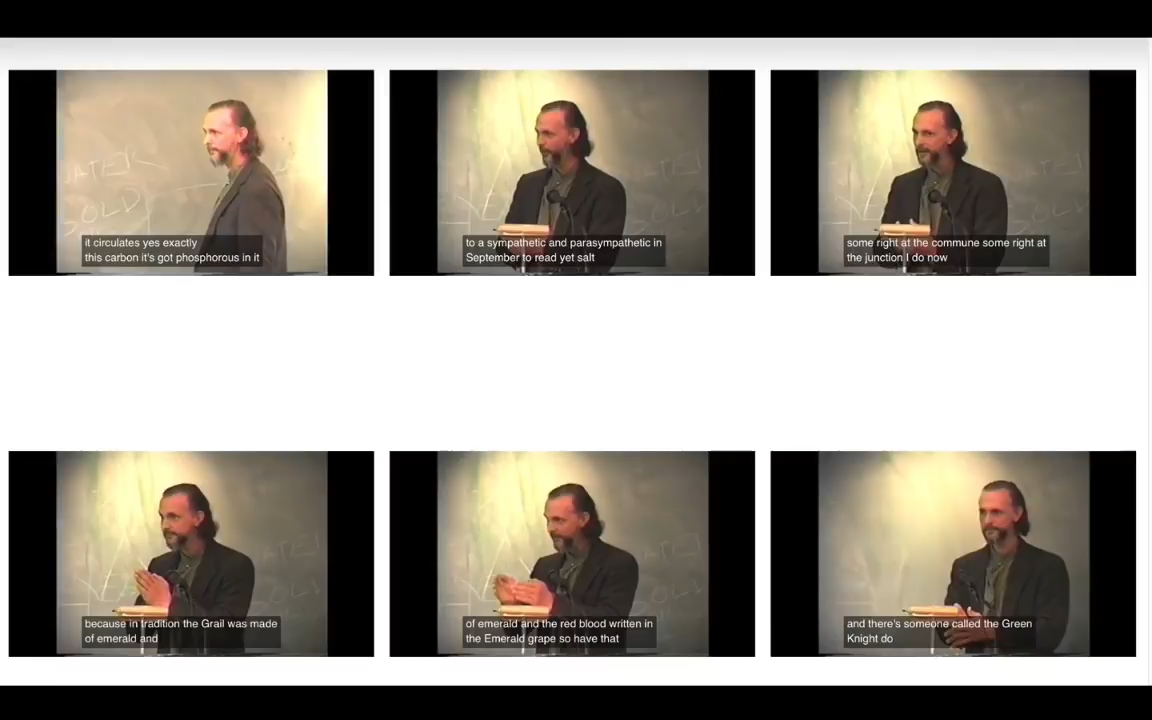 JATER
SOLD
it circulates yes exactly
this carbon it's got phosphorous in it
to a sympathetic and parasympathetic in
September to read yet salt
some right at the commune some right at
the junction I do now
because in tradition the Grail was made
of emerald and
of emerald and the red blood written in
the Emerald grape so have that
and there's someone called the Green
Knight do